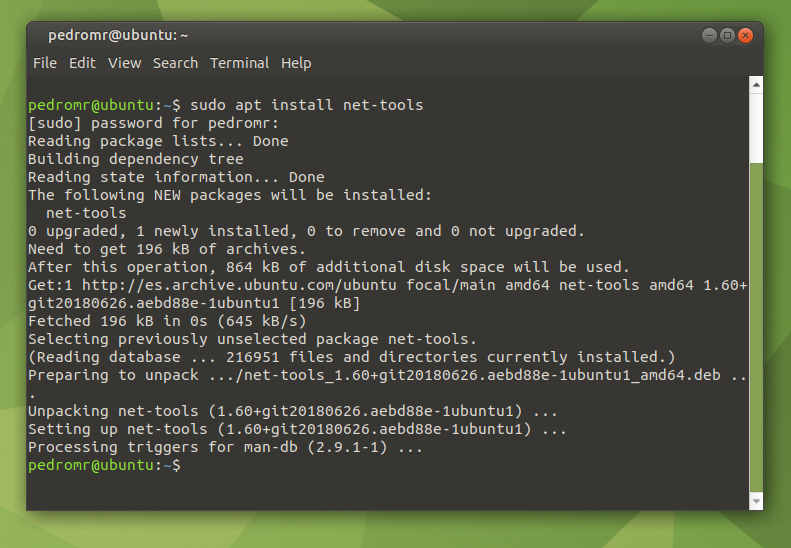 pedromr@ubuntu: ~
File Edit View Search Terminal Help
pedromr@ubuntu:~$ sudo apt install net-tools
[sudo] password for pedromr:
Reading package lists... Done
Building dependency tree
Reading state information... Done
The following NEW packages will be installed:
  net-tools
0 upgraded, 1 newly installed, 0 to remove and 0 not upgraded.
Need to get 196 kB of archives.
After this operation, 864 kB of additional disk space will be used.
Get:1 http://es.archive.ubuntu.com/ubuntu focal/main amd64 net-tools amd64 1.60+
git20180626.aebd88e-1ubuntu1 [196 kB]
Fetched 196 kB in 0s (645 kB/s)
Selecting previously unselected package net-tools.
(Reading database ... 216951 files and directories currently installed.)
Preparing to unpack .../net-tools_1.60+git20180626.aebd88e-1ubuntu1_amd64.deb ..
.
Unpacking net-tools (1.60+git20180626.aebd88e-1ubuntu1) ...
Setting up net-tools (1.60+git20180626.aebd88e-1ubuntu1) ...
Processing triggers for man-db (2.9.1-1) ...
pedromr@ubuntu:~$